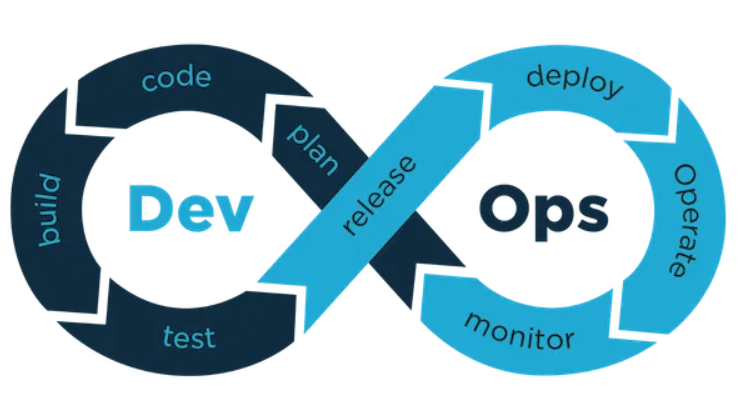 code
deploy
plan
build
Dev
release
Ops
Operate
test
monitor